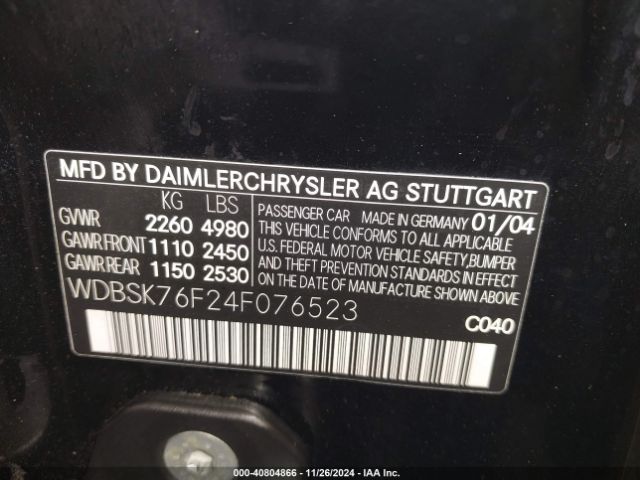 MFD BY DAIMLERCHRYSLER AG STUTTGART
KG LBS
GVWR 2260 4980
GAWR FRONT 1110 2450
GAWR REAR 1150 2530
PASSENGER CAR MADE IN GERMANY 01/04
THIS VEHICLE CONFORMS TO ALL APPLICABLE
U.S. FEDERAL MOTOR VEHICLE SAFETY, BUMPER
AND THEFT PREVENTION STANDARDS IN EFFECT
ON THE DATE OF MANUFACTURE SHOWN ABOVE.
WDBSK76F24F076523
C040
000-40804866 - 11/26/2024 - IAA Inc.